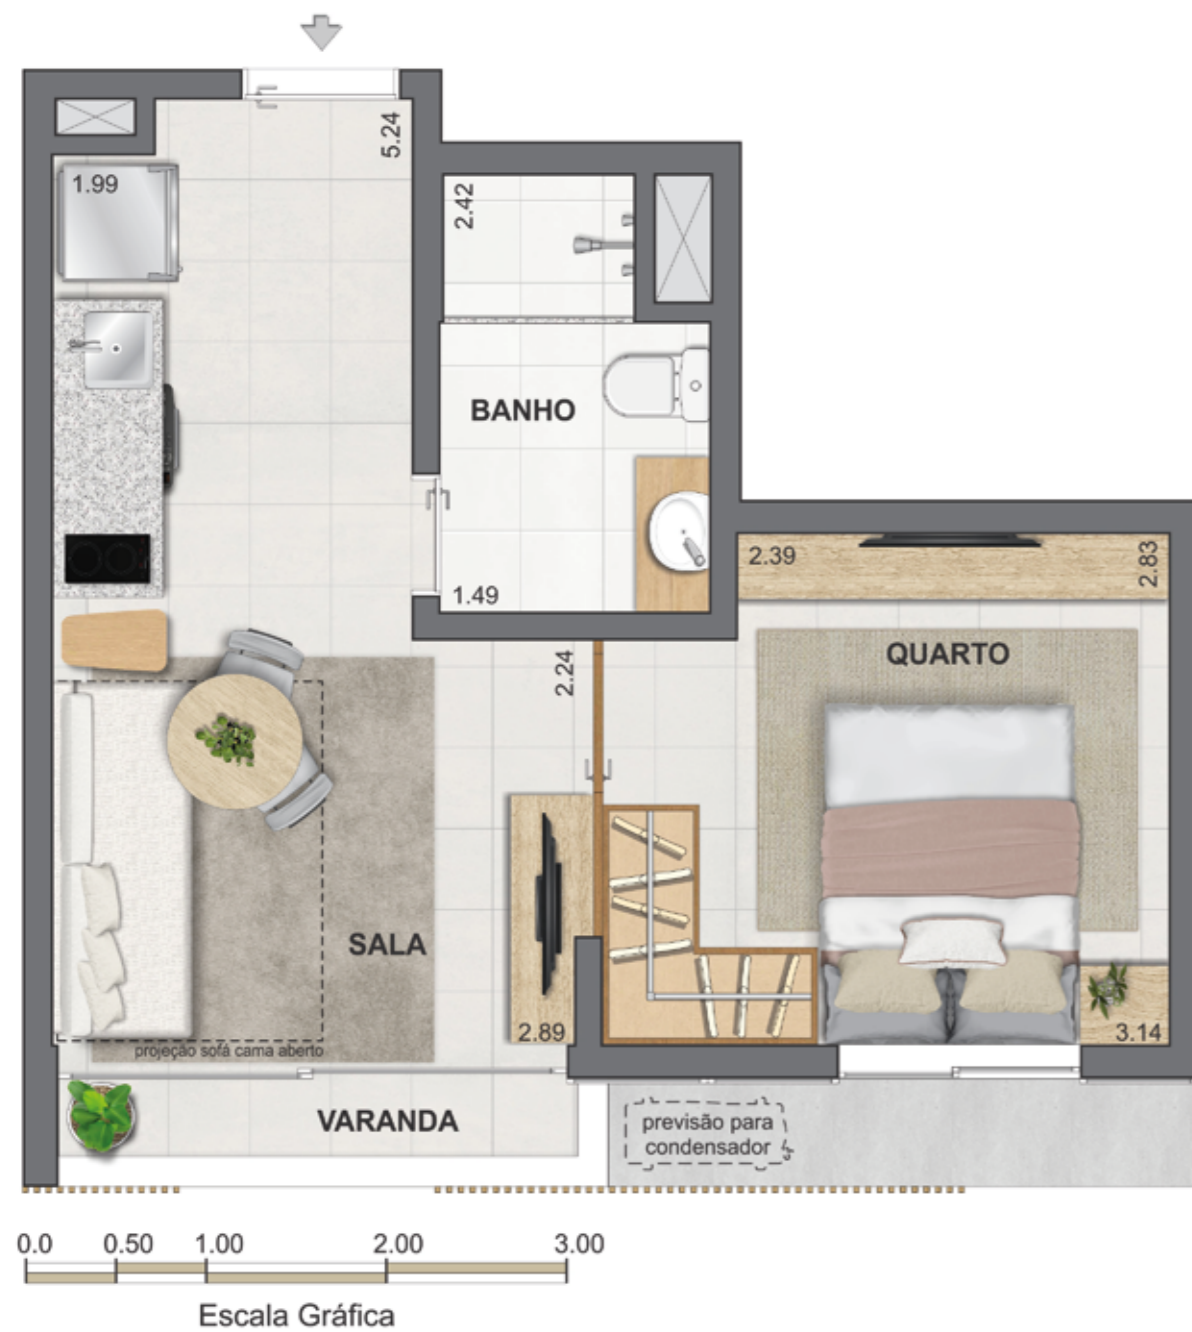 5.24
1.99
2.42
BANHO
1.49
2.39
2.83
QUARTO
2.24
SALA
2.89
3.14
projeção sofá cama aberto
VARANDA
previsão para
condensador
0.0 0.50 1.00 2.00 3.00
Escala Gráfica